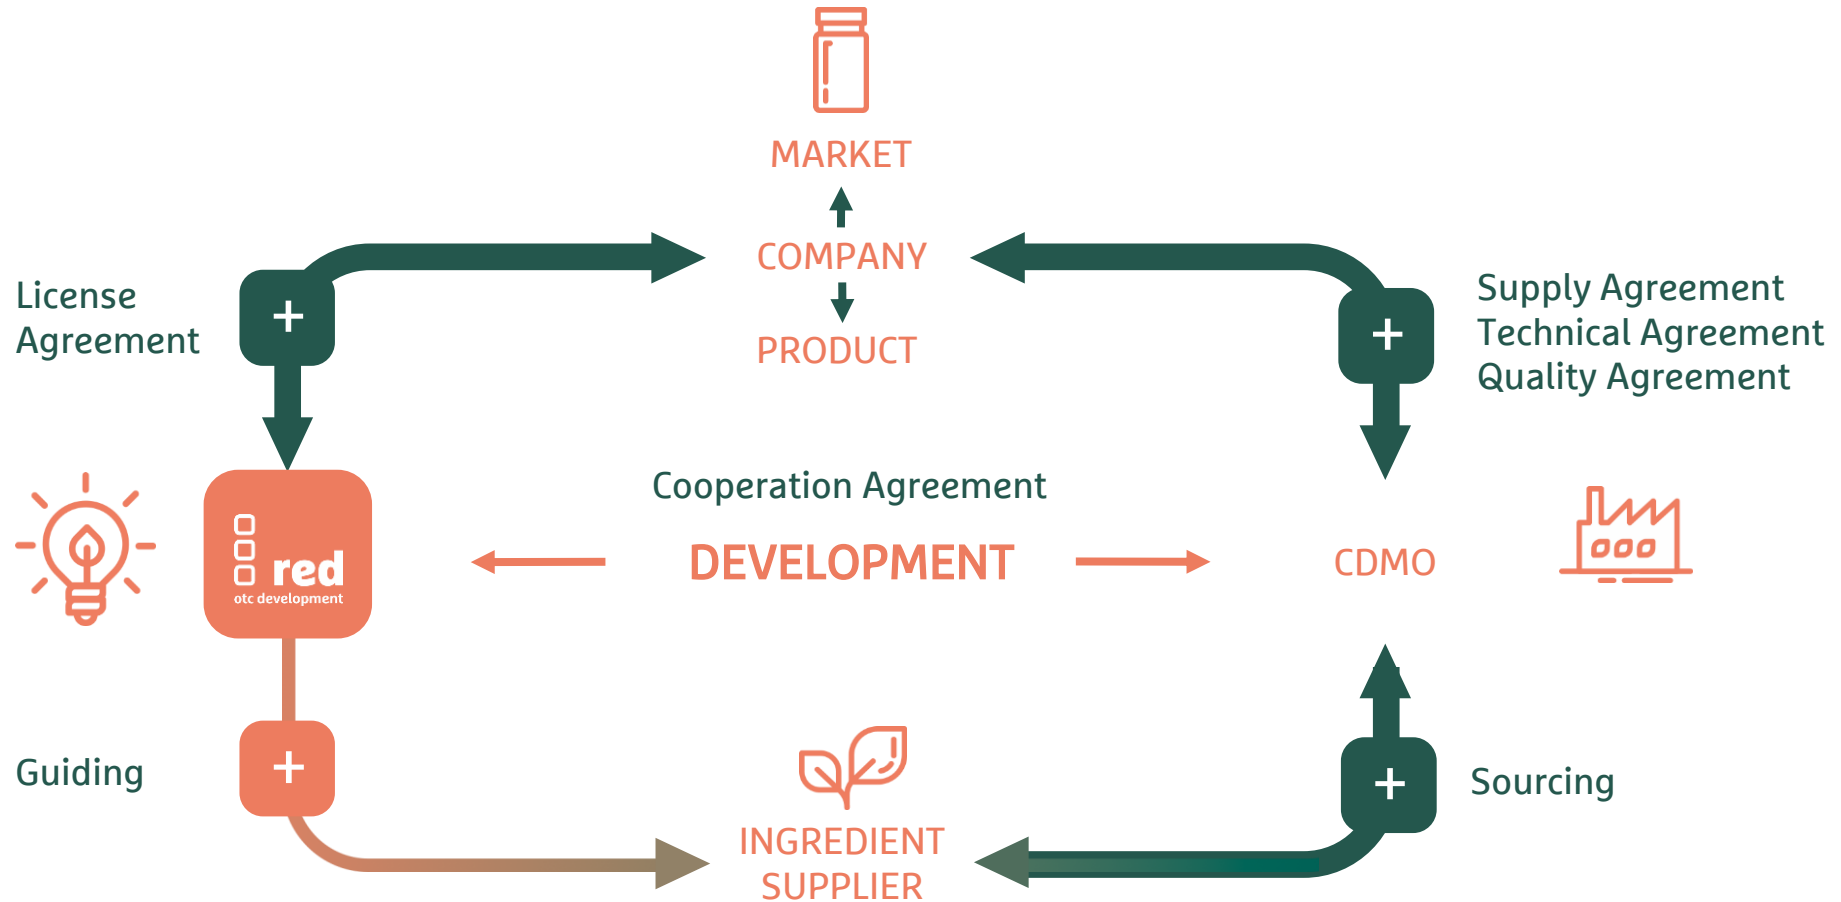 MARKET
COMPANY
PRODUCT
License
Agreement
+
+
Supply Agreement
Technical Agreement
Quality Agreement
Cooperation Agreement
DEVELOPMENT
red
otc development
CDMO
Guiding
+
+
Sourcing
INGREDIENT
SUPPLIER